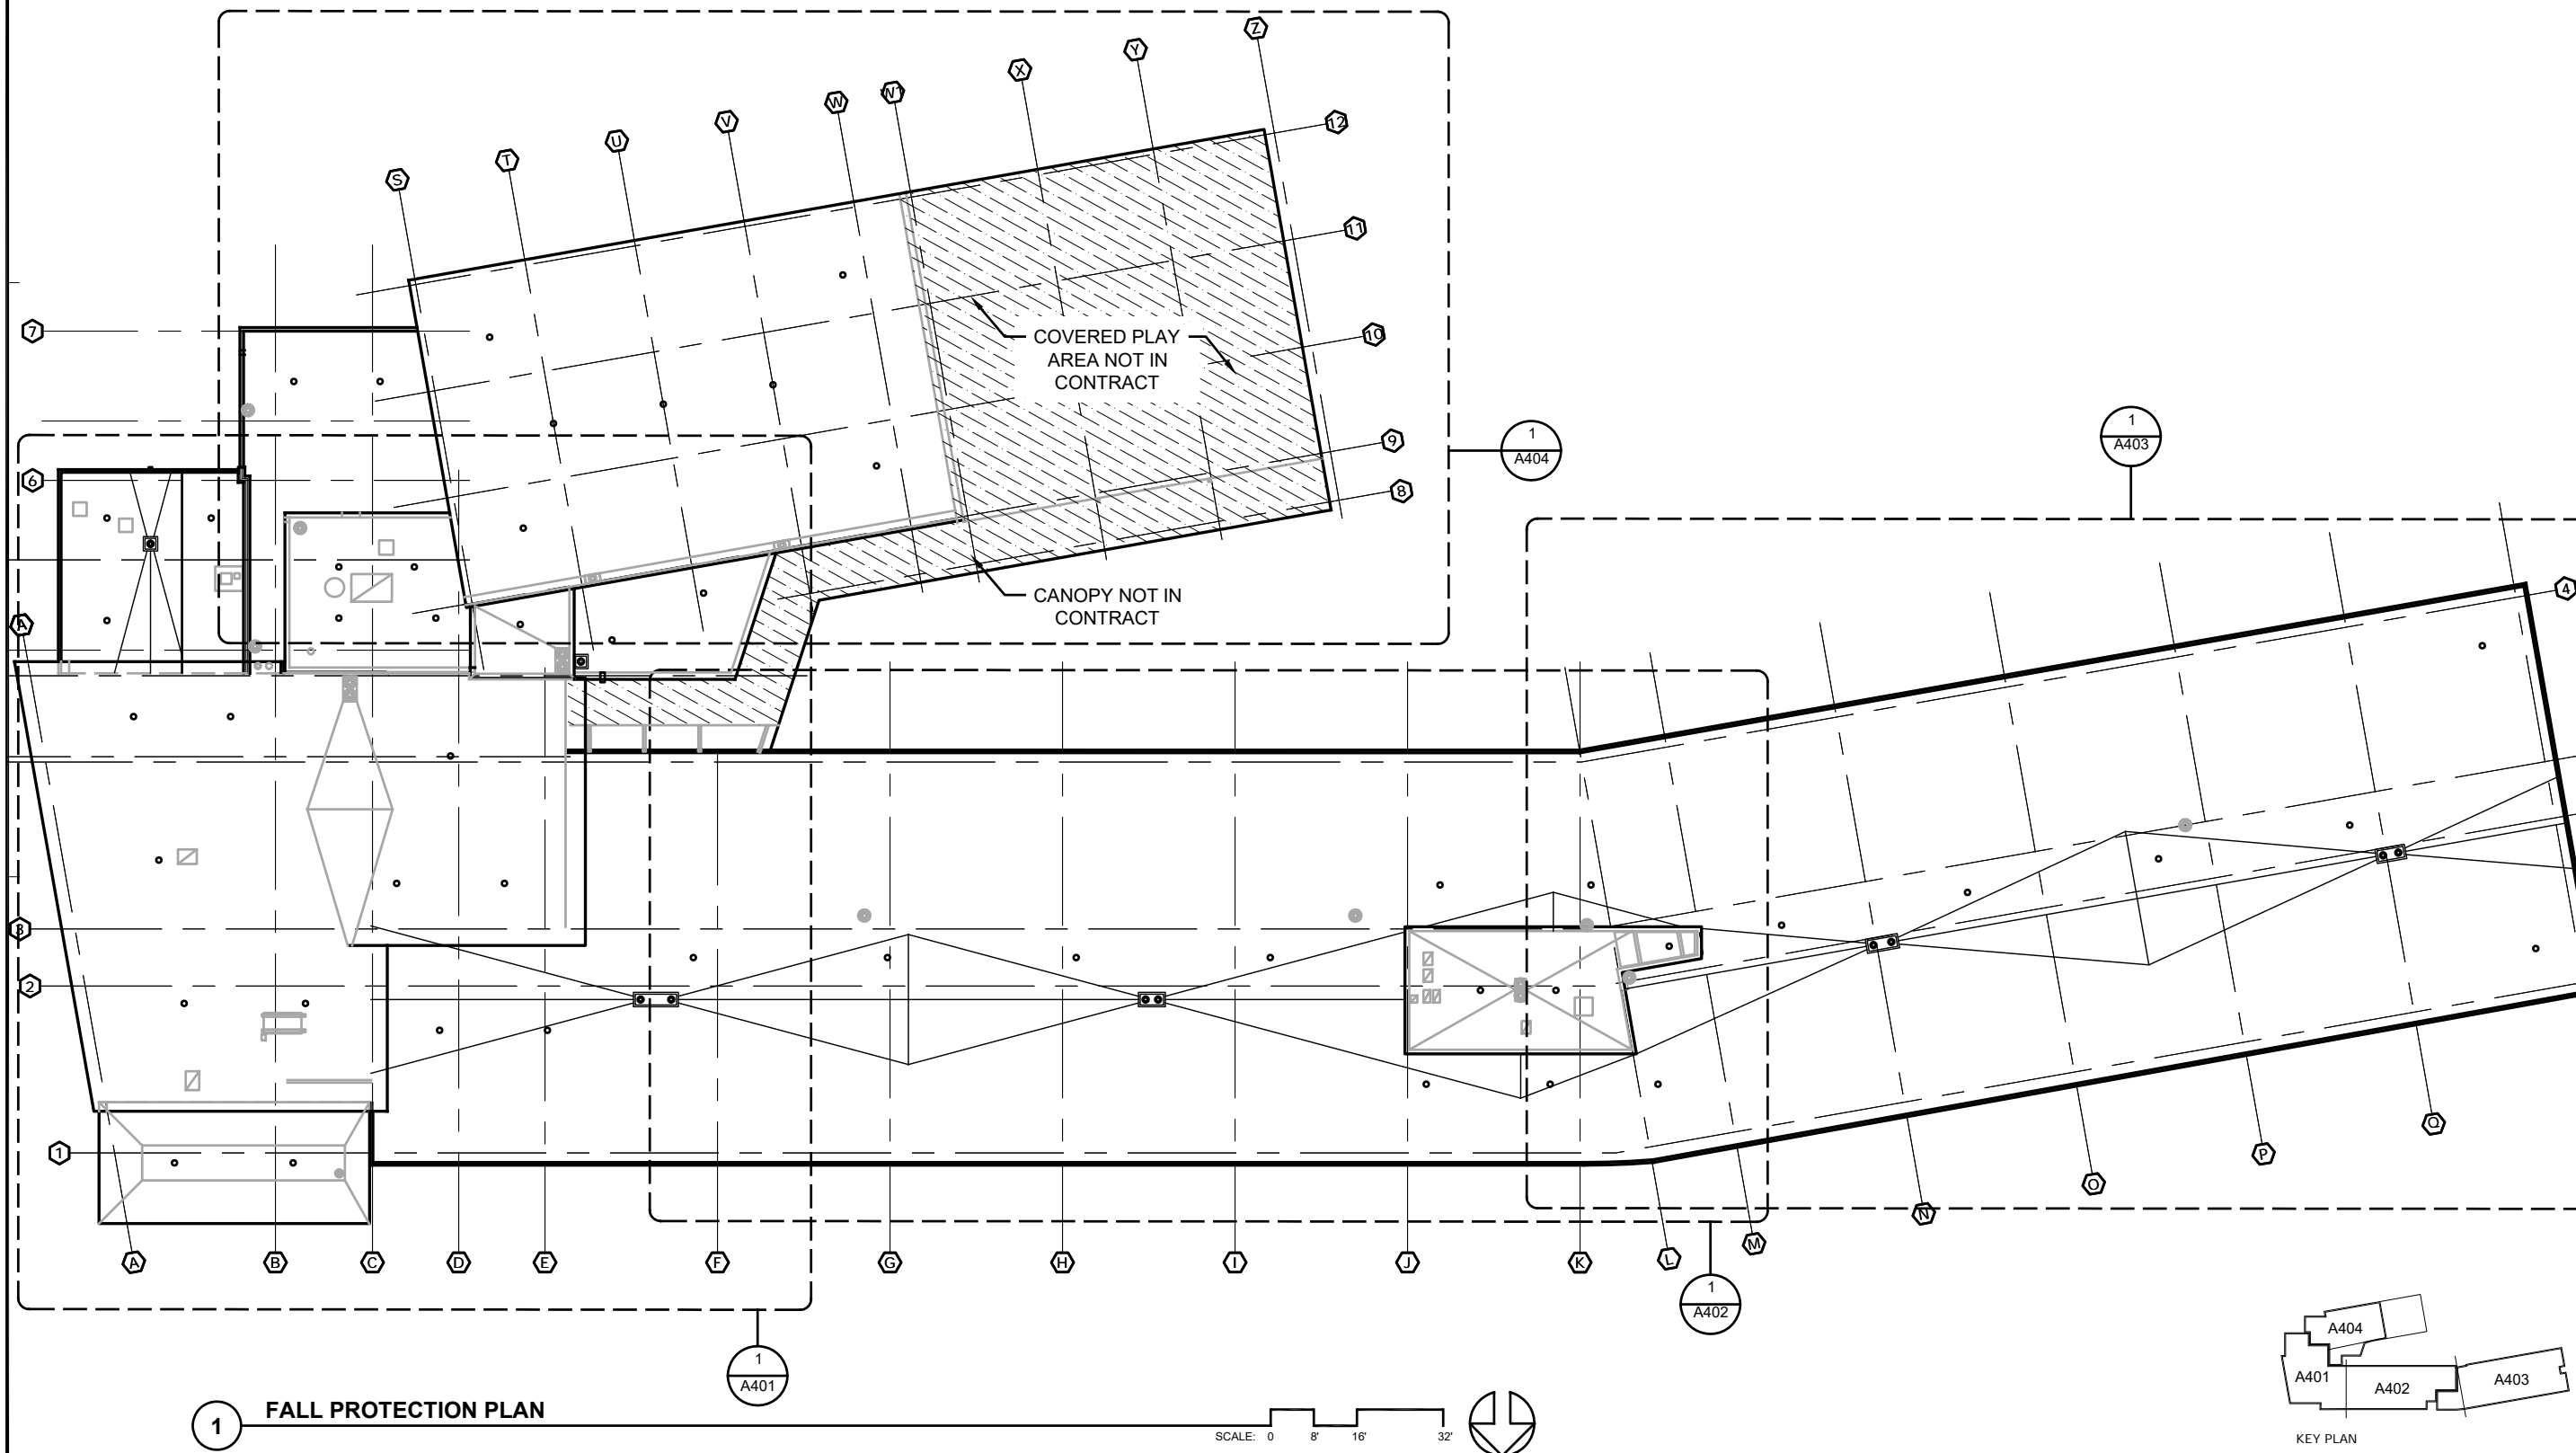 Z
Y
X
W1
W
V
U
T
S
12
11
10
9
8
7
6
COVERED PLAY
AREA NOT IN
CONTRACT
CANOPY NOT IN
CONTRACT
1
A404
1
A403
4
A
3
2
1
A
B
C
D
E
F
G
H
I
J
K
L
M
N
O
P
Q
1
A402
1
A401
1
FALL PROTECTION PLAN
SCALE: 0 8' 16' 32'
A404
A401
A402
A403
KEY PLAN